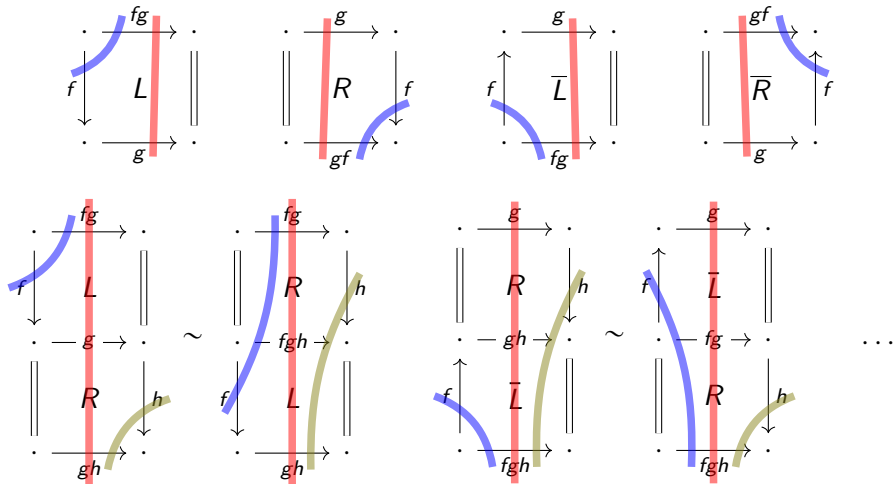 fg g g gf
f L R f f L̅ R̅ f
g gf fg g
fg fg g g
f L R h R h f L̅
g ∼ fgh gh ∼ fg …
R h f L f L̅ R h
gh gh fgh fgh